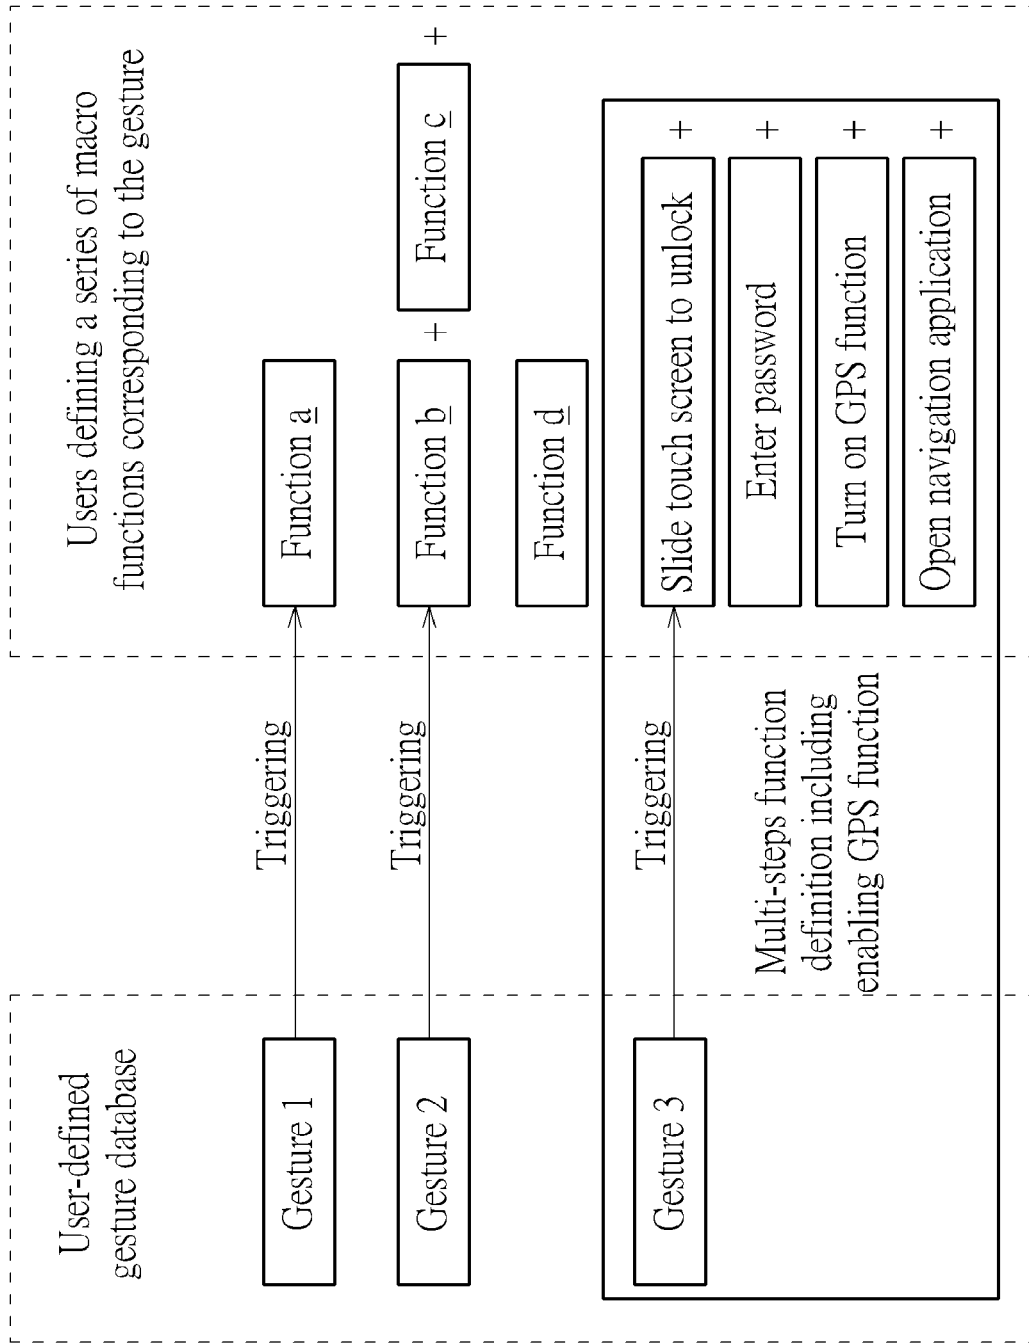 User-defined
gesture database
Users defining a series of macro
functions corresponding to the gesture
Gesture 1
Triggering
Function a
Gesture 2
Triggering
Function b + Function c +
Function d
Gesture 3
Triggering
Slide touch screen to unlock +
Enter password +
Turn on GPS function +
Open navigation application +
Multi-steps function
definition including
enabling GPS function